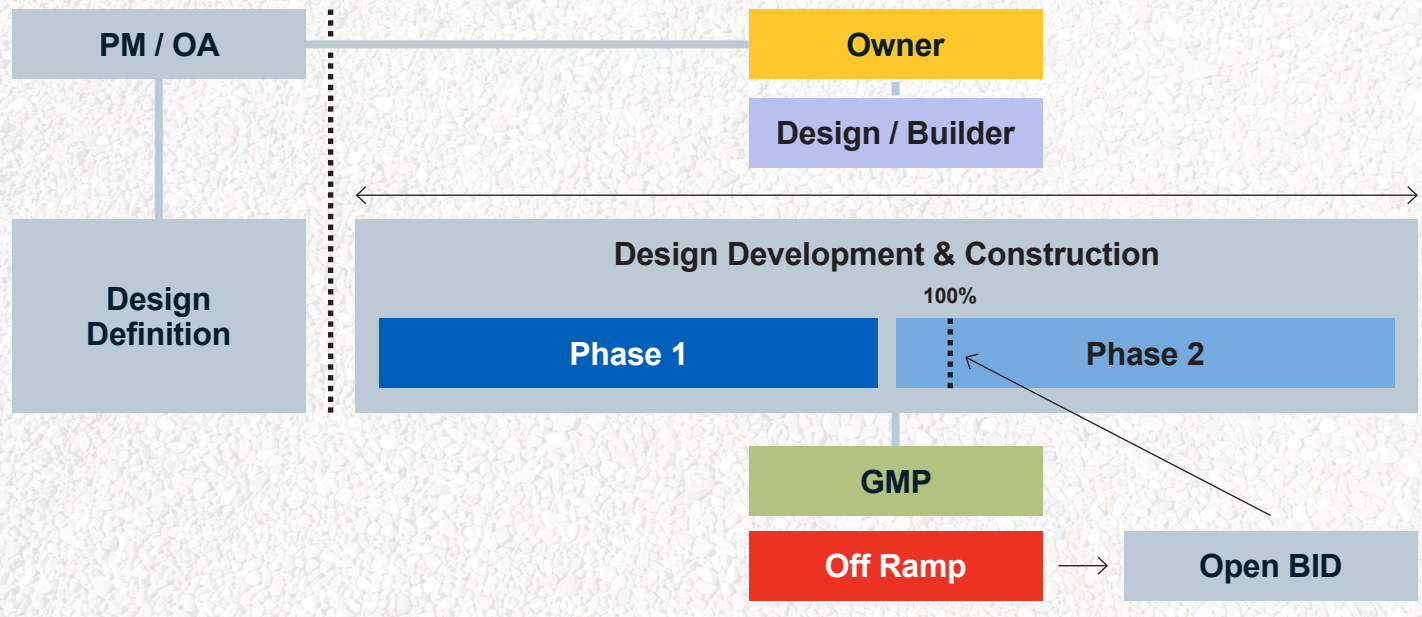 PM / OA
Owner
Design / Builder
Design
Definition
Design Development & Construction
100%
Phase 1
Phase 2
GMP
Off Ramp
Open BID